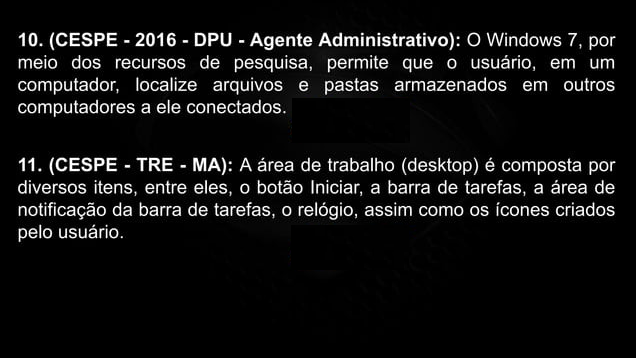 10. (CESPE - 2016 - DPU - Agente Administrativo): O Windows 7, por
meio dos recursos de pesquisa, permite que o usuário, em um
computador, localize arquivos e pastas armazenados em outros
computadores a ele conectados.
11. (CESPE - TRE - MA): A área de trabalho (desktop) é composta por
diversos itens, entre eles, o botão Iniciar, a barra de tarefas, a área de
notificação da barra de tarefas, o relógio, assim como os ícones criados
pelo usuário.